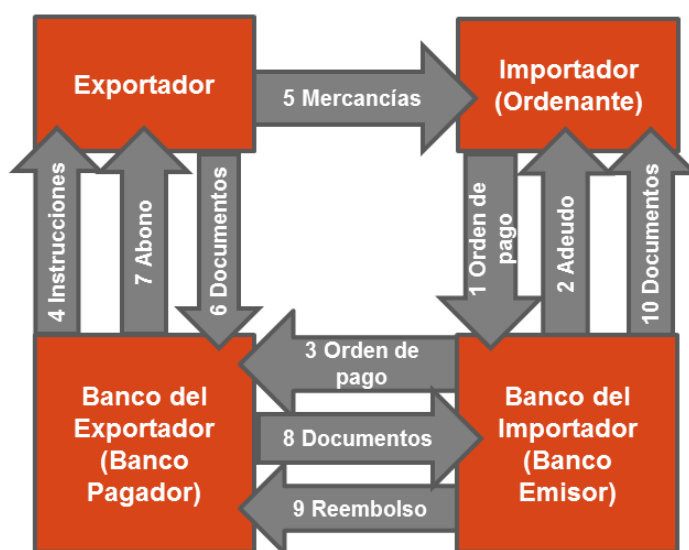 Exportador
5 Mercancías
Importador
(Ordenante)
4 Instrucciones
7 Abono
6 Documentos
1 Orden de
pago
2 Adeudo
10 Documentos
Banco del
Exportador
(Banco
Pagador)
3 Orden de
pago
8 Documentos
9 Reembolso
Banco del
Importador
(Banco
Emisor)